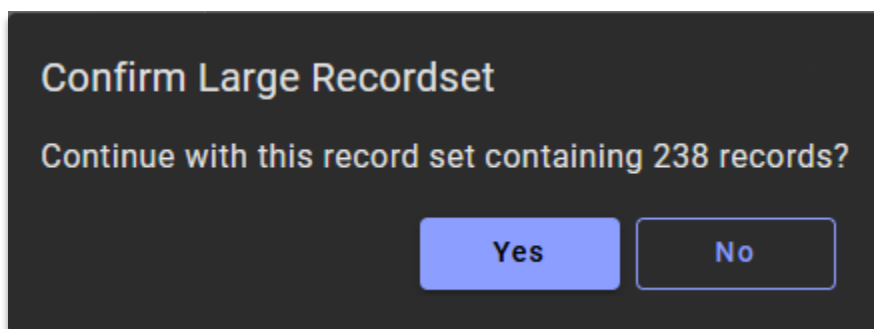 Confirm Large Recordset
Continue with this record set containing 238 records?
Yes No